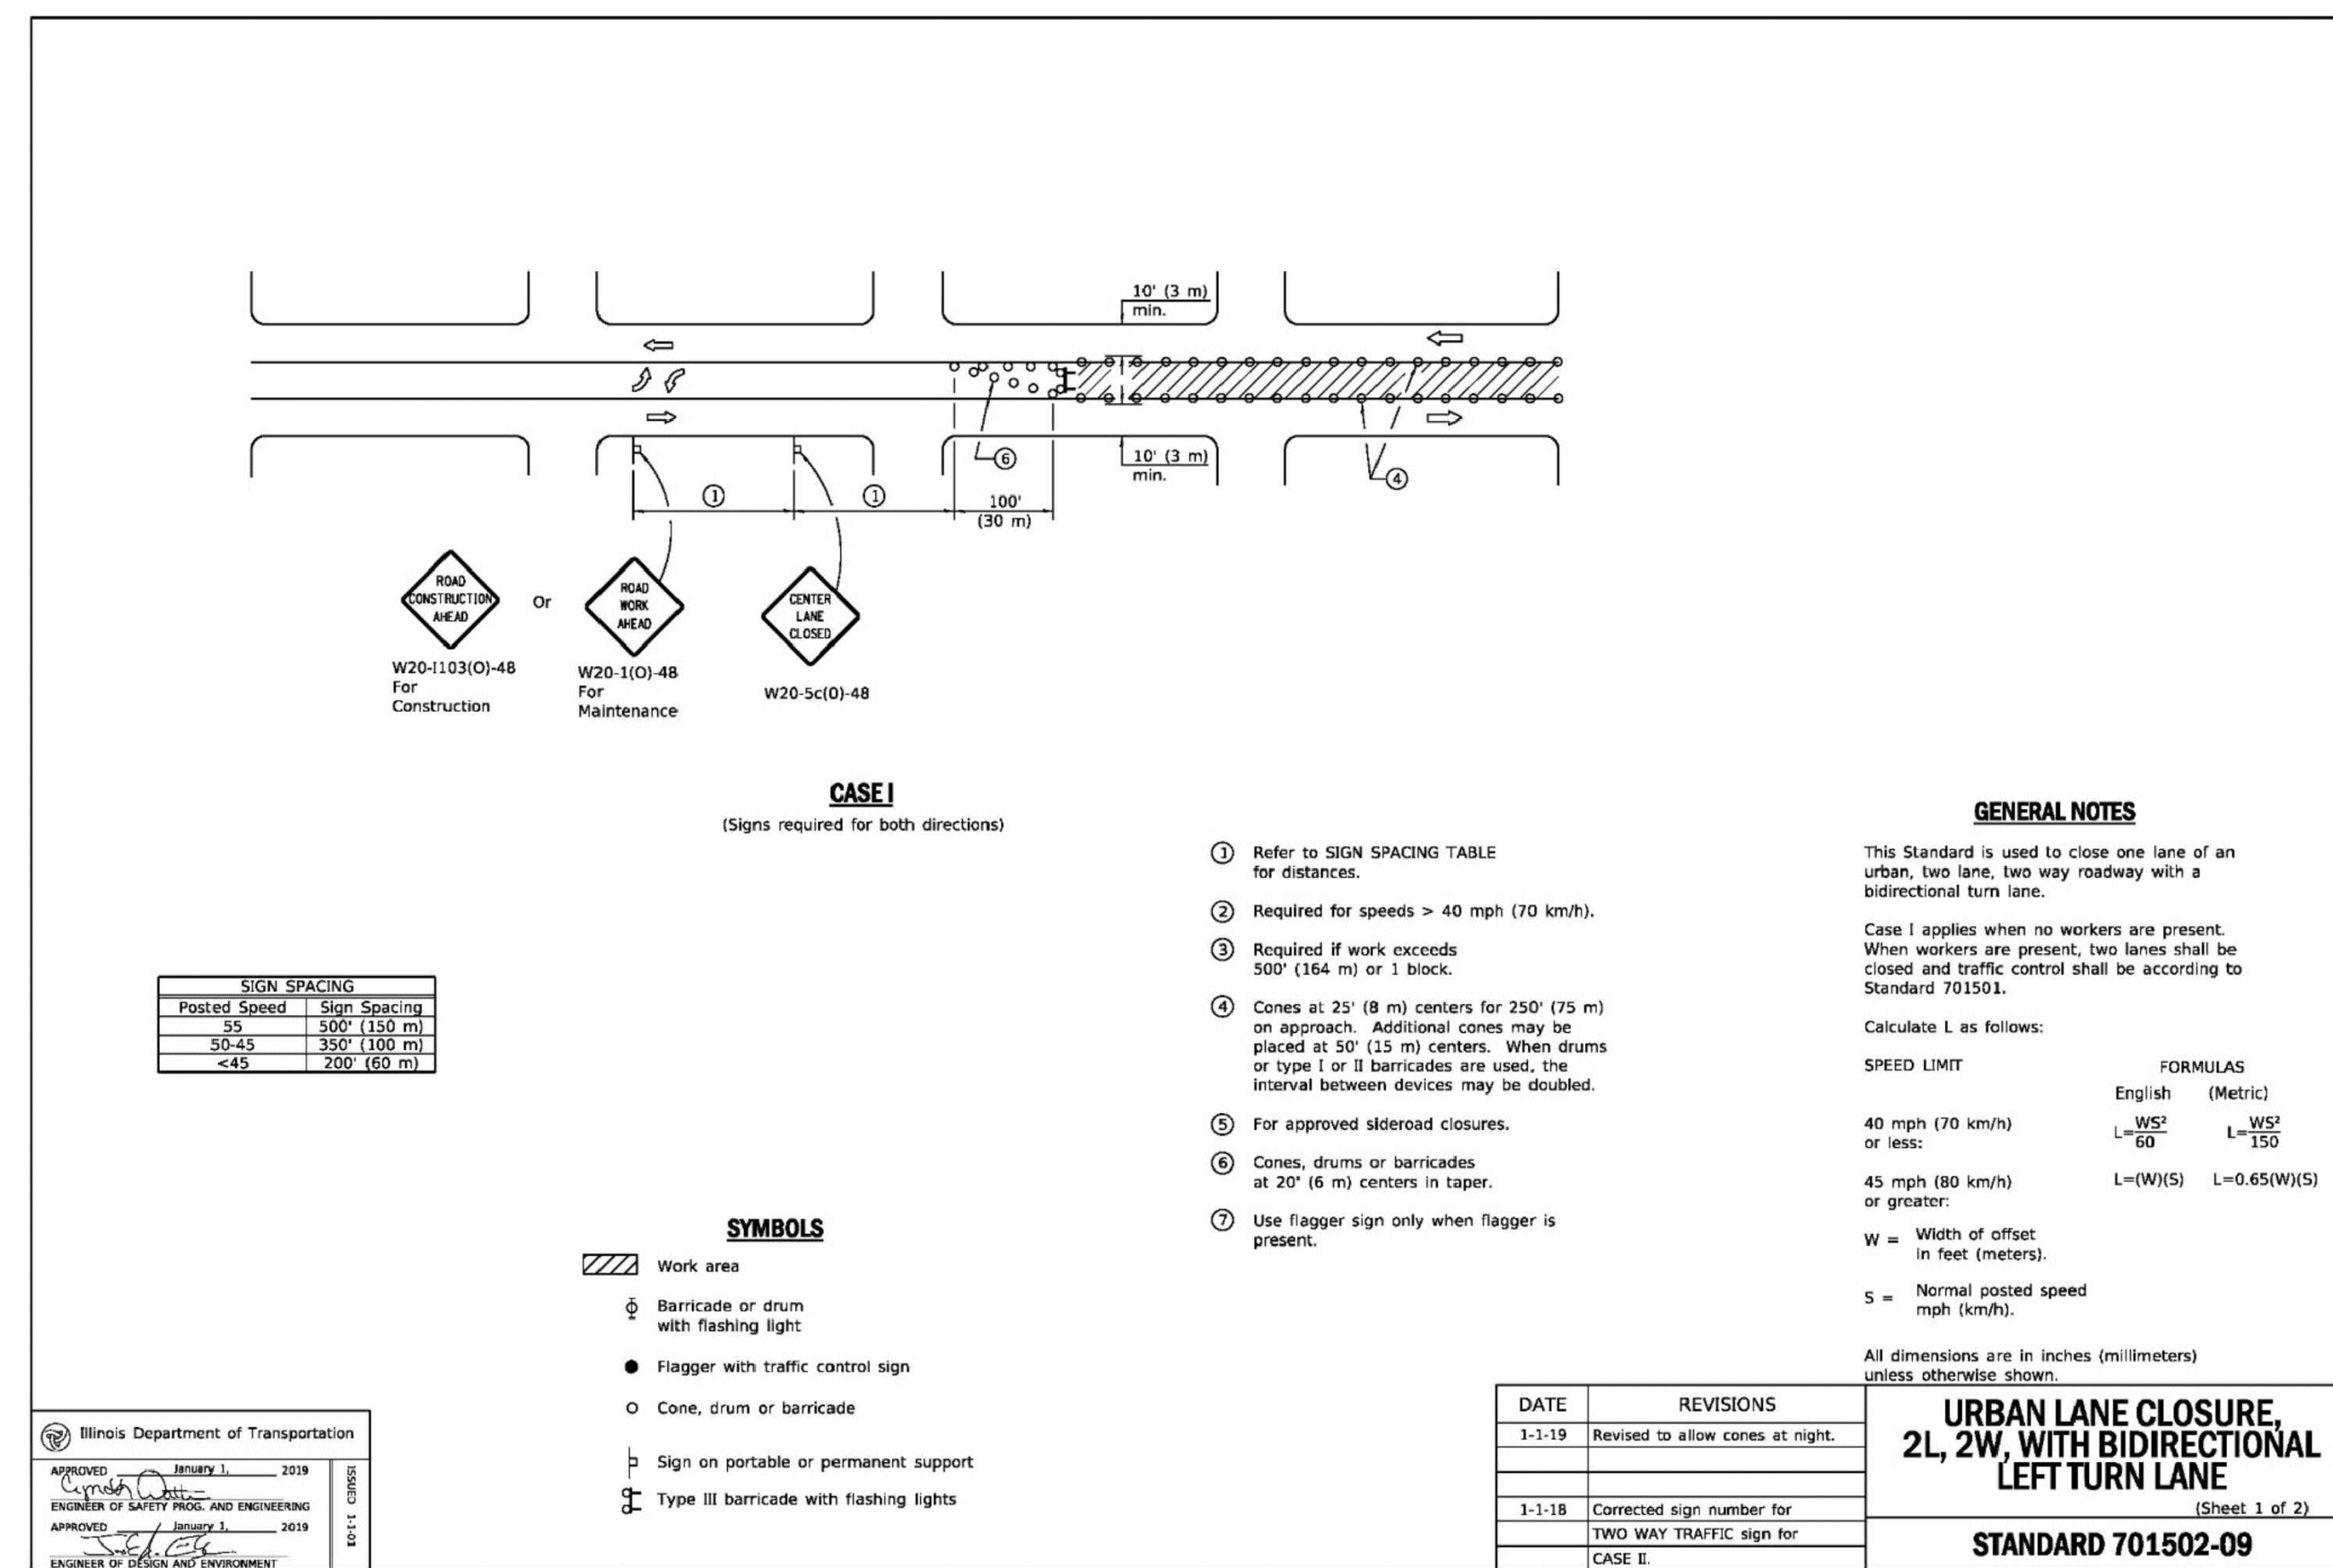 10' (3 m)
min.
⑥
10' (3 m)
min.
④
①
①
100'
(30 m)
ROAD
CONSTRUCTION
AHEAD
Or
ROAD
WORK
AHEAD
CENTER
LANE
CLOSED
W20-I103(O)-48
For
Construction
W20-1(O)-48
For
Maintenance
W20-5c(0)-48
CASE I
(Signs required for both directions)
SIGN SPACING
Posted Speed Sign Spacing
55 500' (150 m)
50-45 350' (100 m)
<45 200' (60 m)
① Refer to SIGN SPACING TABLE
for distances.
② Required for speeds > 40 mph (70 km/h).
③ Required if work exceeds
500' (164 m) or 1 block.
④ Cones at 25' (8 m) centers for 250' (75 m)
on approach. Additional cones may be
placed at 50' (15 m) centers. When drums
or type I or II barricades are used, the
interval between devices may be doubled.
⑤ For approved sideroad closures.
⑥ Cones, drums or barricades
at 20' (6 m) centers in taper.
⑦ Use flagger sign only when flagger is
present.
SYMBOLS
Work area
Barricade or drum
with flashing light
Flagger with traffic control sign
Cone, drum or barricade
Sign on portable or permanent support
Type III barricade with flashing lights
GENERAL NOTES
This Standard is used to close one lane of an
urban, two lane, two way roadway with a
bidirectional turn lane.
Case I applies when no workers are present.
When workers are present, two lanes shall be
closed and traffic control shall be according to
Standard 701501.
Calculate L as follows:
SPEED LIMIT FORMULAS
English (Metric)
40 mph (70 km/h) L=WS²/60 L=WS²/150
or less:
45 mph (80 km/h) L=(W)(S) L=0.65(W)(S)
or greater:
W = Width of offset
in feet (meters).
S = Normal posted speed
mph (km/h).
All dimensions are in inches (millimeters)
unless otherwise shown.
Illinois Department of Transportation
APPROVED January 1, 2019
ENGINEER OF SAFETY PROG. AND ENGINEERING
APPROVED January 1, 2019
ENGINEER OF DESIGN AND ENVIRONMENT
ISSUED 1-1-01
DATE REVISIONS
1-1-19 Revised to allow cones at night.
1-1-18 Corrected sign number for
TWO WAY TRAFFIC sign for
CASE II.
URBAN LANE CLOSURE,
2L, 2W, WITH BIDIRECTIONAL
LEFT TURN LANE
(Sheet 1 of 2)
STANDARD 701502-09